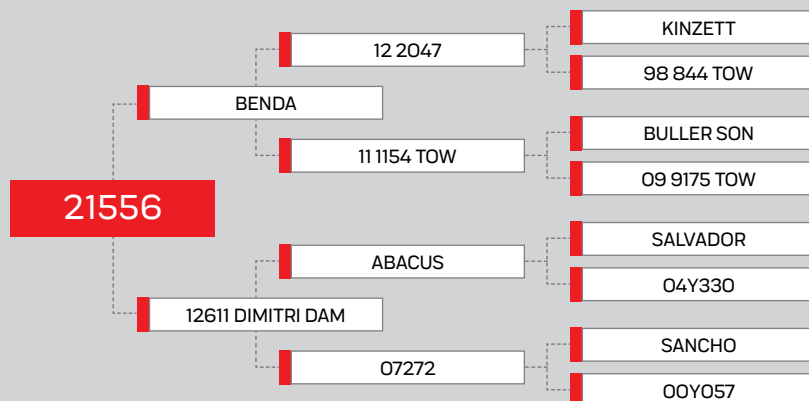 KINZETT
12 2047
98 844 TOW
BENDA
BULLER SON
11 1154 TOW
09 9175 TOW
21556
SALVADOR
ABACUS
04Y330
12611 DIMITRI DAM
SANCHO
07272
00Y057